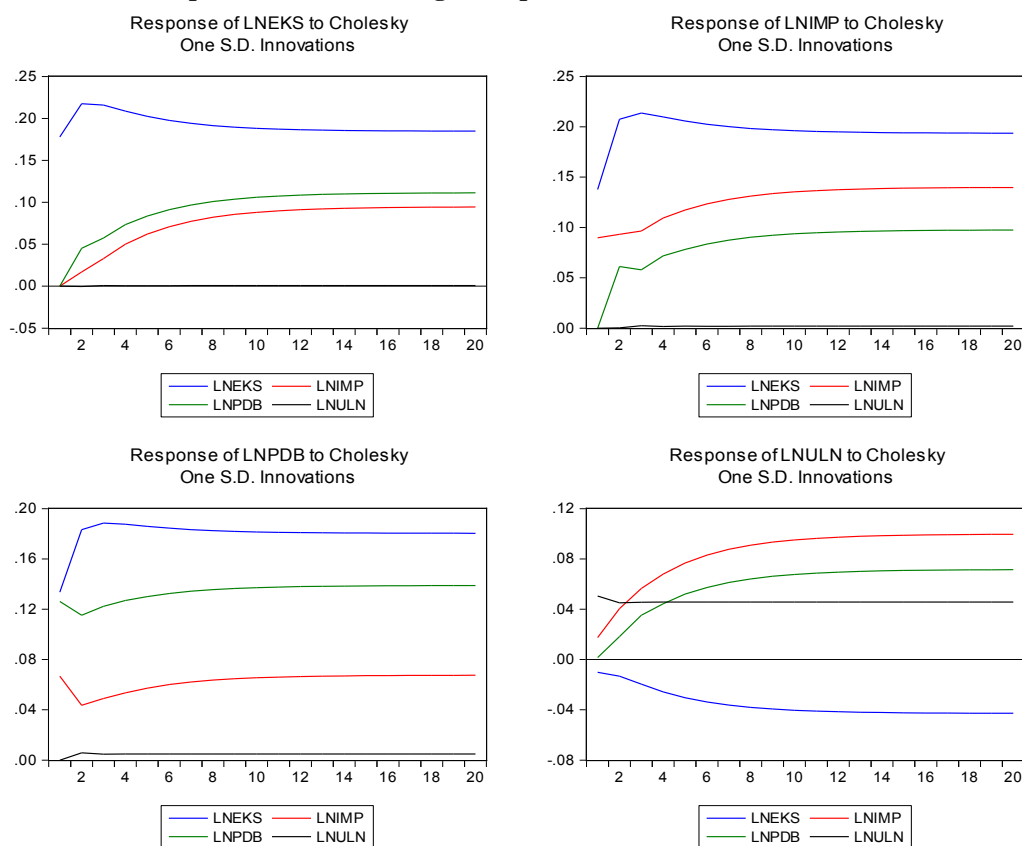 Response of LNEKS to Cholesky
One S.D. Innovations
.25
.20
.15
.10
.05
.00
-.05
2 4 6 8 10 12 14 16 18 20
LNEKS LNIMP
LNPDB LNULN
Response of LNIMP to Cholesky
One S.D. Innovations
.25
.20
.15
.10
.05
.00
2 4 6 8 10 12 14 16 18 20
LNEKS LNIMP
LNPDB LNULN
Response of LNPDB to Cholesky
One S.D. Innovations
.20
.16
.12
.08
.04
.00
2 4 6 8 10 12 14 16 18 20
LNEKS LNIMP
LNPDB LNULN
Response of LNULN to Cholesky
One S.D. Innovations
.12
.08
.04
.00
-.04
-.08
2 4 6 8 10 12 14 16 18 20
LNEKS LNIMP
LNPDB LNULN